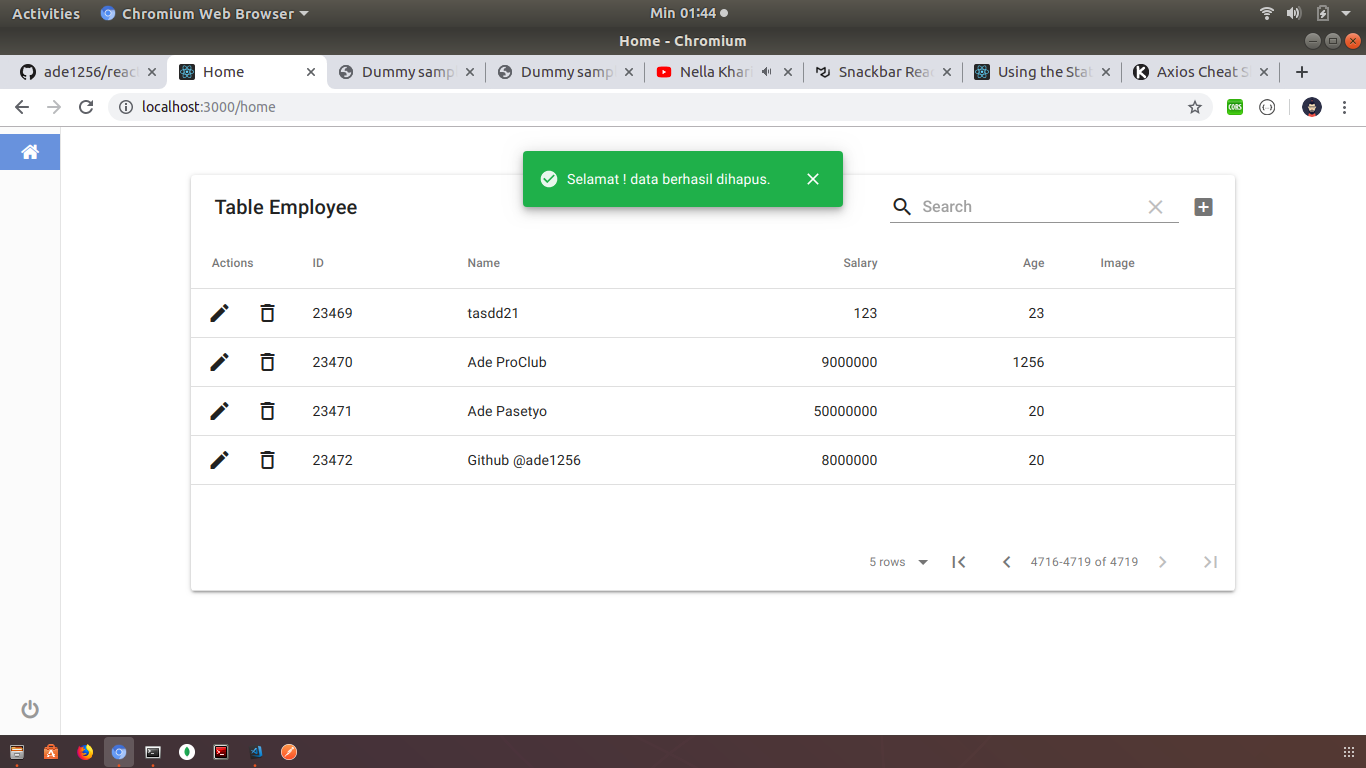 Activities Chromium Web Browser Min 01:44
Home - Chromium
ade1256/reac Home Dummy samp Dummy samp Nella Khari Snackbar Rea Using the Stat Axios Cheat S
localhost:3000/home
CORS
Selamat ! data berhasil dihapus.
Table Employee Search
Actions ID Name Salary Age Image
23469 tasdd21 123 23
23470 Ade ProClub 9000000 1256
23471 Ade Pasetyo 50000000 20
23472 Github @ade1256 8000000 20
5 rows 4716-4719 of 4719